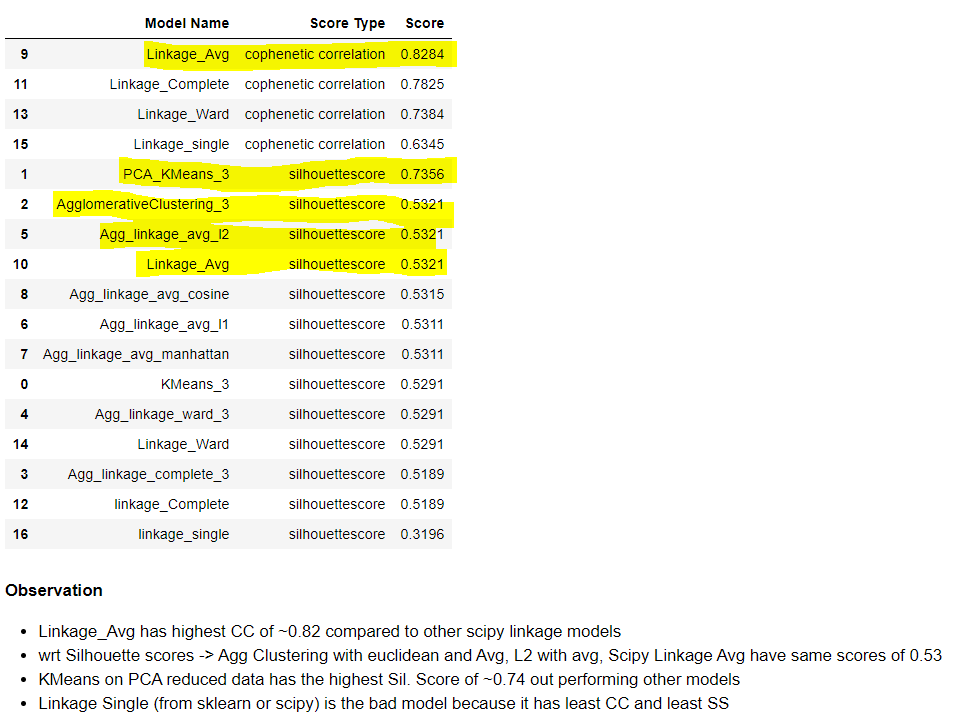 Model Name Score Type Score
9 Linkage_Avg cophenetic correlation 0.8284
11 Linkage_Complete cophenetic correlation 0.7825
13 Linkage_Ward cophenetic correlation 0.7384
15 Linkage_single cophenetic correlation 0.6345
1 PCA_KMeans_3 silhouettescore 0.7356
2 AgglomerativeClustering_3 silhouettescore 0.5321
5 Agg_linkage_avg_l2 silhouettescore 0.5321
10 Linkage_Avg silhouettescore 0.5321
8 Agg_linkage_avg_cosine silhouettescore 0.5315
6 Agg_linkage_avg_l1 silhouettescore 0.5311
7 Agg_linkage_avg_manhattan silhouettescore 0.5311
0 KMeans_3 silhouettescore 0.5291
4 Agg_linkage_ward_3 silhouettescore 0.5291
14 Linkage_Ward silhouettescore 0.5291
3 Agg_linkage_complete_3 silhouettescore 0.5189
12 linkage_Complete silhouettescore 0.5189
16 linkage_single silhouettescore 0.3196
Observation
• Linkage_Avg has highest CC of ~0.82 compared to other scipy linkage models
• wrt Silhouette scores -> Agg Clustering with euclidean and Avg, L2 with avg, Scipy Linkage Avg have same scores of 0.53
• KMeans on PCA reduced data has the highest Sil. Score of ~0.74 out performing other models
• Linkage Single (from sklearn or scipy) is the bad model because it has least CC and least SS